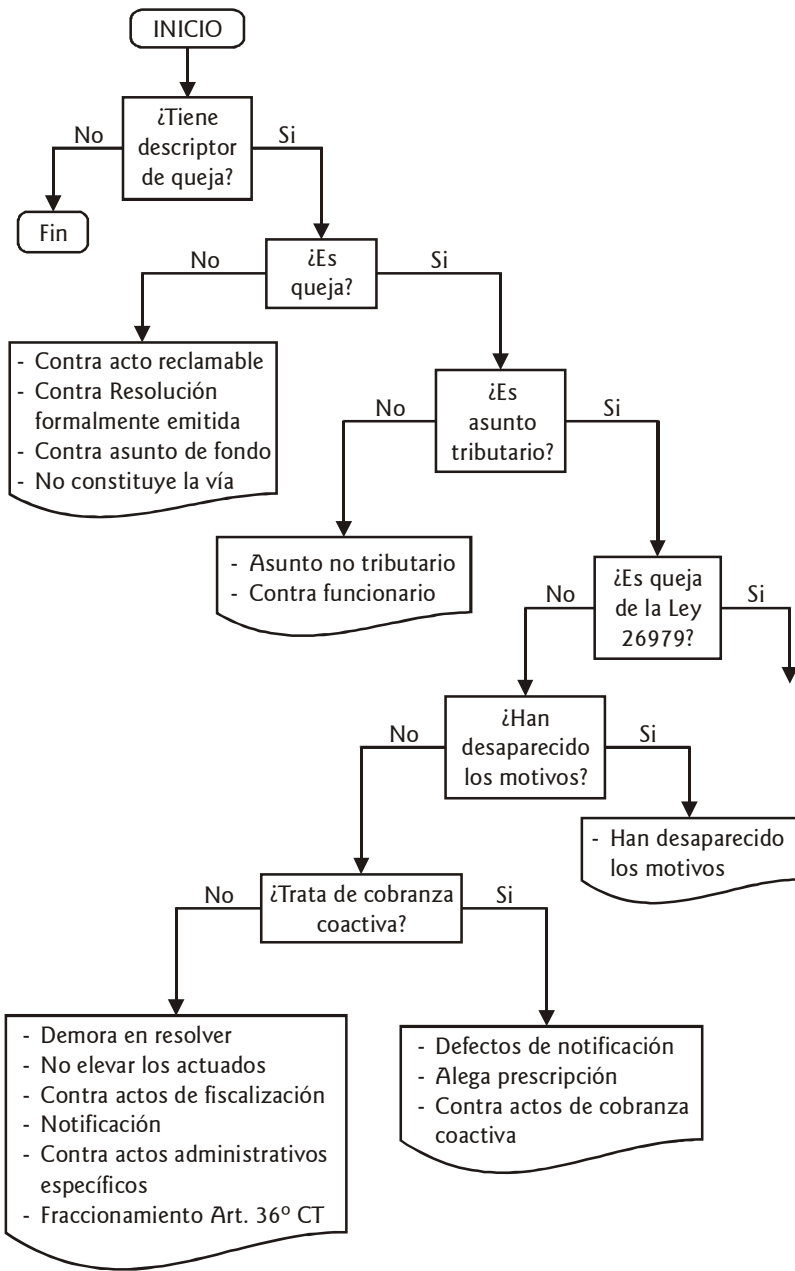 INICIO
¿Tiene
descriptor
de queja?
No
Si
Fin
¿Es
queja?
No
Si
- Contra acto reclamable
- Contra Resolución
formalmente emitida
- Contra asunto de fondo
- No constituye la vía
¿Es
asunto
tributario?
No
Si
- Asunto no tributario
- Contra funcionario
¿Es queja
de la Ley
26979?
No
Si
¿Han
desaparecido
los motivos?
No
Si
- Han desaparecido
los motivos
¿Trata de cobranza
coactiva?
No
Si
- Demora en resolver
- No elevar los actuados
- Contra actos de fiscalización
- Notificación
- Contra actos administrativos
específicos
- Fraccionamiento Art. 36º CT
- Defectos de notificación
- Alega prescripción
- Contra actos de cobranza
coactiva